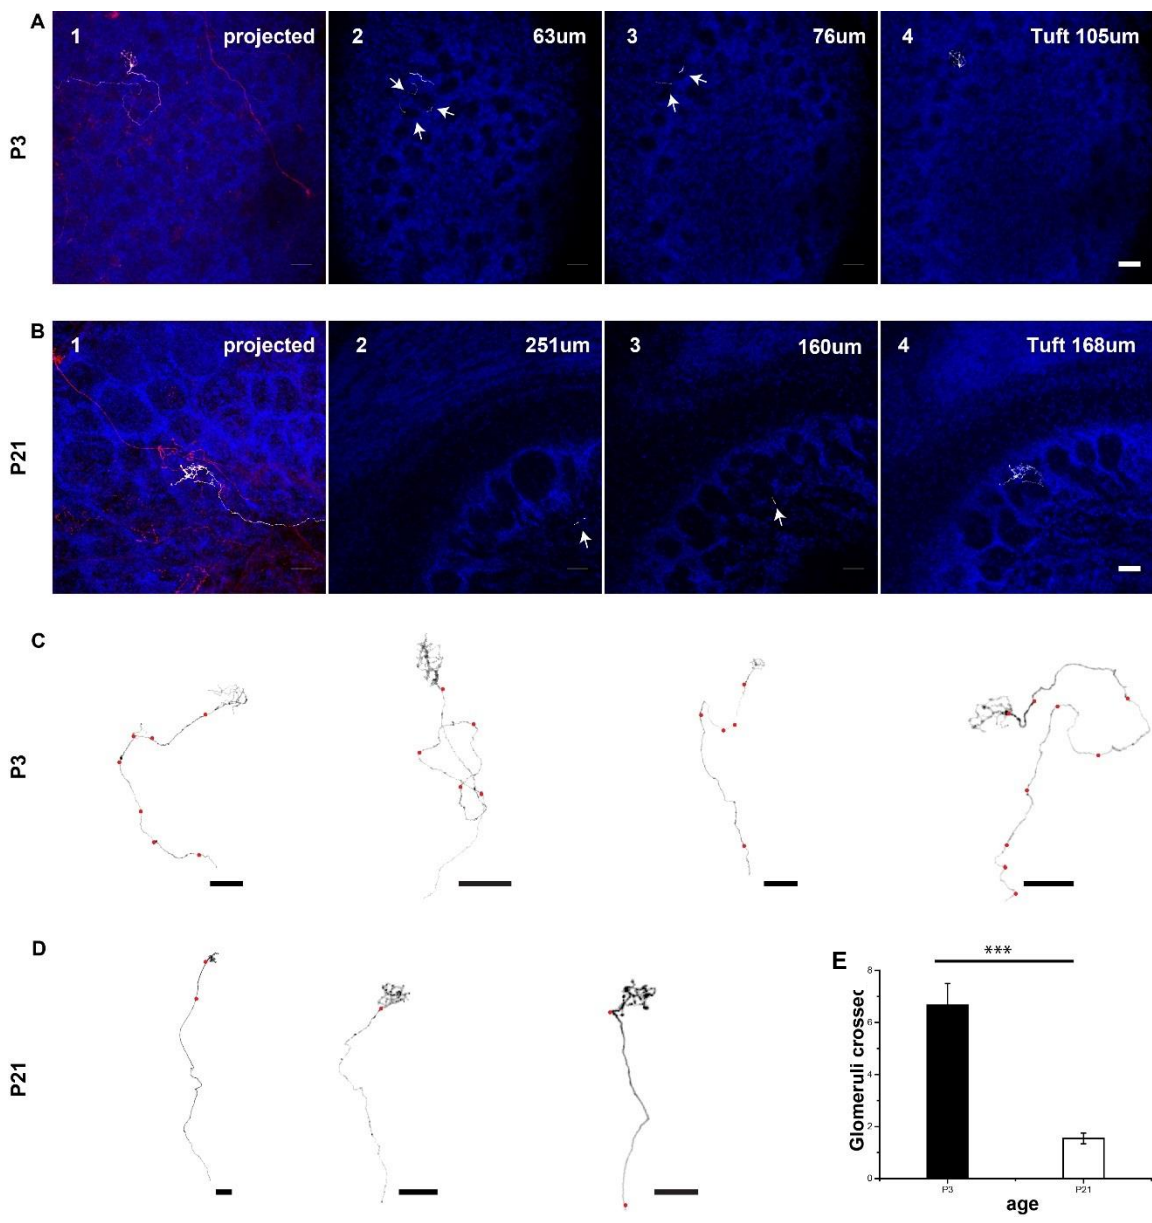 A
1 projected
2 63um
3 76um
4 Tuft 105um
P3
B
1 projected
2 251um
3 160um
4 Tuft 168um
P21
C
P3
D
P21
E
***
Glomeruli crossec
8
6
4
2
0
P3 P21
age